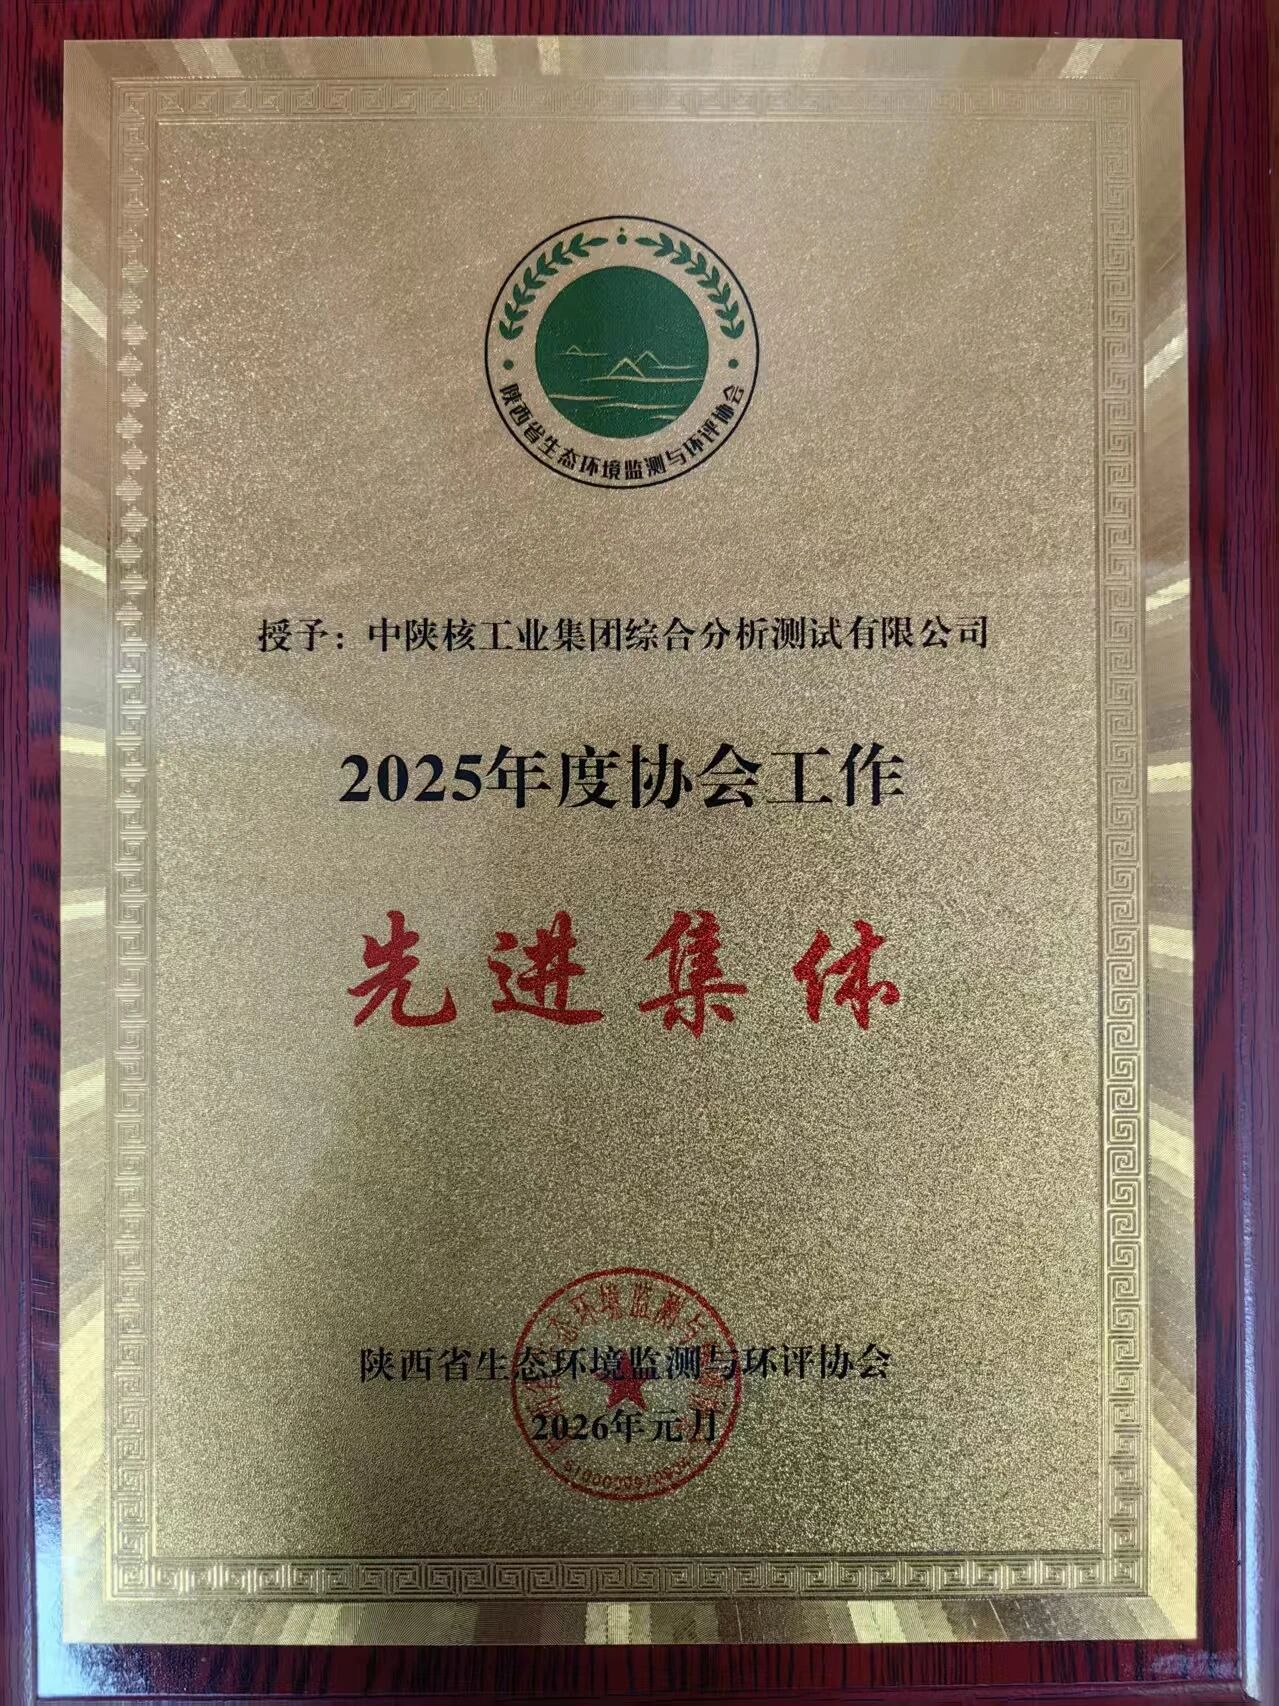 陕西省生态环境监测与环评协会
授予：中陕核工业集团综合分析测试有限公司
2025年度协会工作
先进集体
陕西省生态环境监测与环评协会
2026年元月